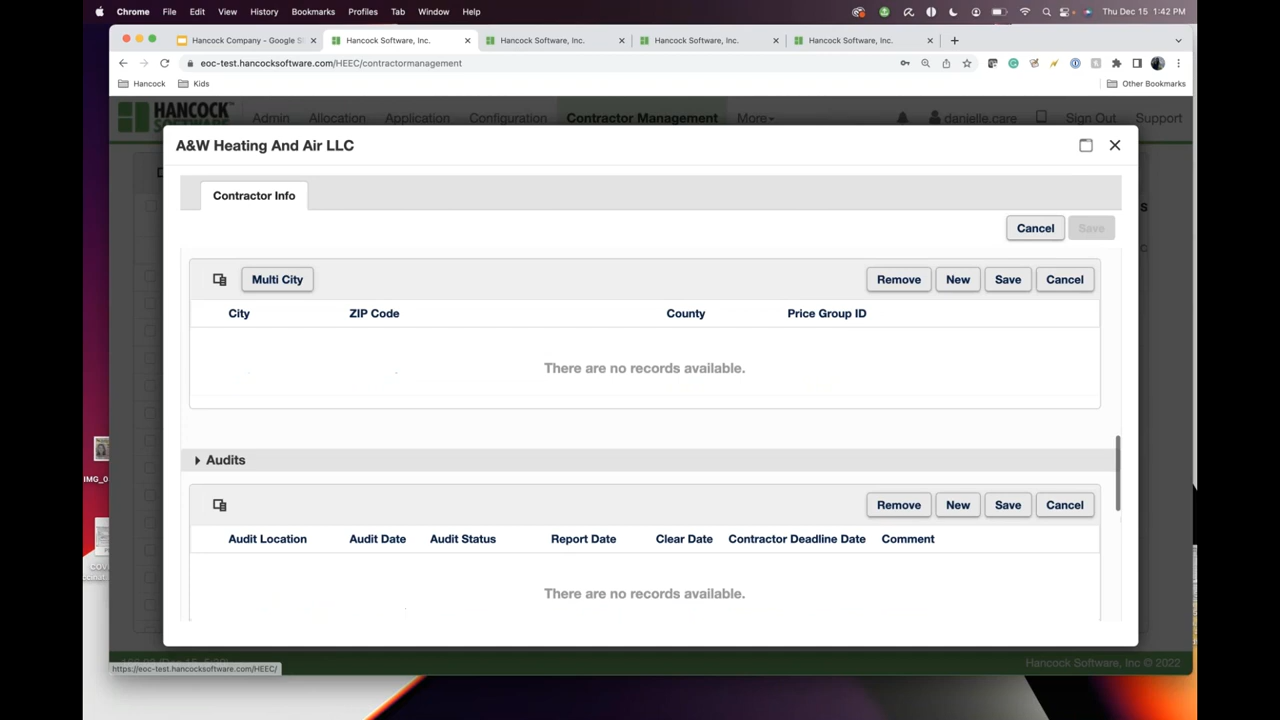 Chrome File Edit View History Bookmarks Profiles Tab Window Help Thu Dec 15 1:42 PM
Hancock Company - Google S Hancock Software, Inc. Hancock Software, Inc. Hancock Software, Inc. Hancock Software, Inc.
eoc-test.hancocksoftware.com/HEEC/contractormanagement
Hancock Kids Other Bookmarks
HANCOCK SOFTWARE Admin Allocation Application Configuration Contractor Management More danielle.care Sign Out Support
A&W Heating And Air LLC
Contractor Info
Cancel Save
Multi City Remove New Save Cancel
City ZIP Code County Price Group ID
There are no records available.
Audits
IMG_0
Remove New Save Cancel
Audit Location Audit Date Audit Status Report Date Clear Date Contractor Deadline Date Comment
There are no records available.
https://eoc-test.hancocksoftware.com/HEEC/
Hancock Software, Inc © 2022